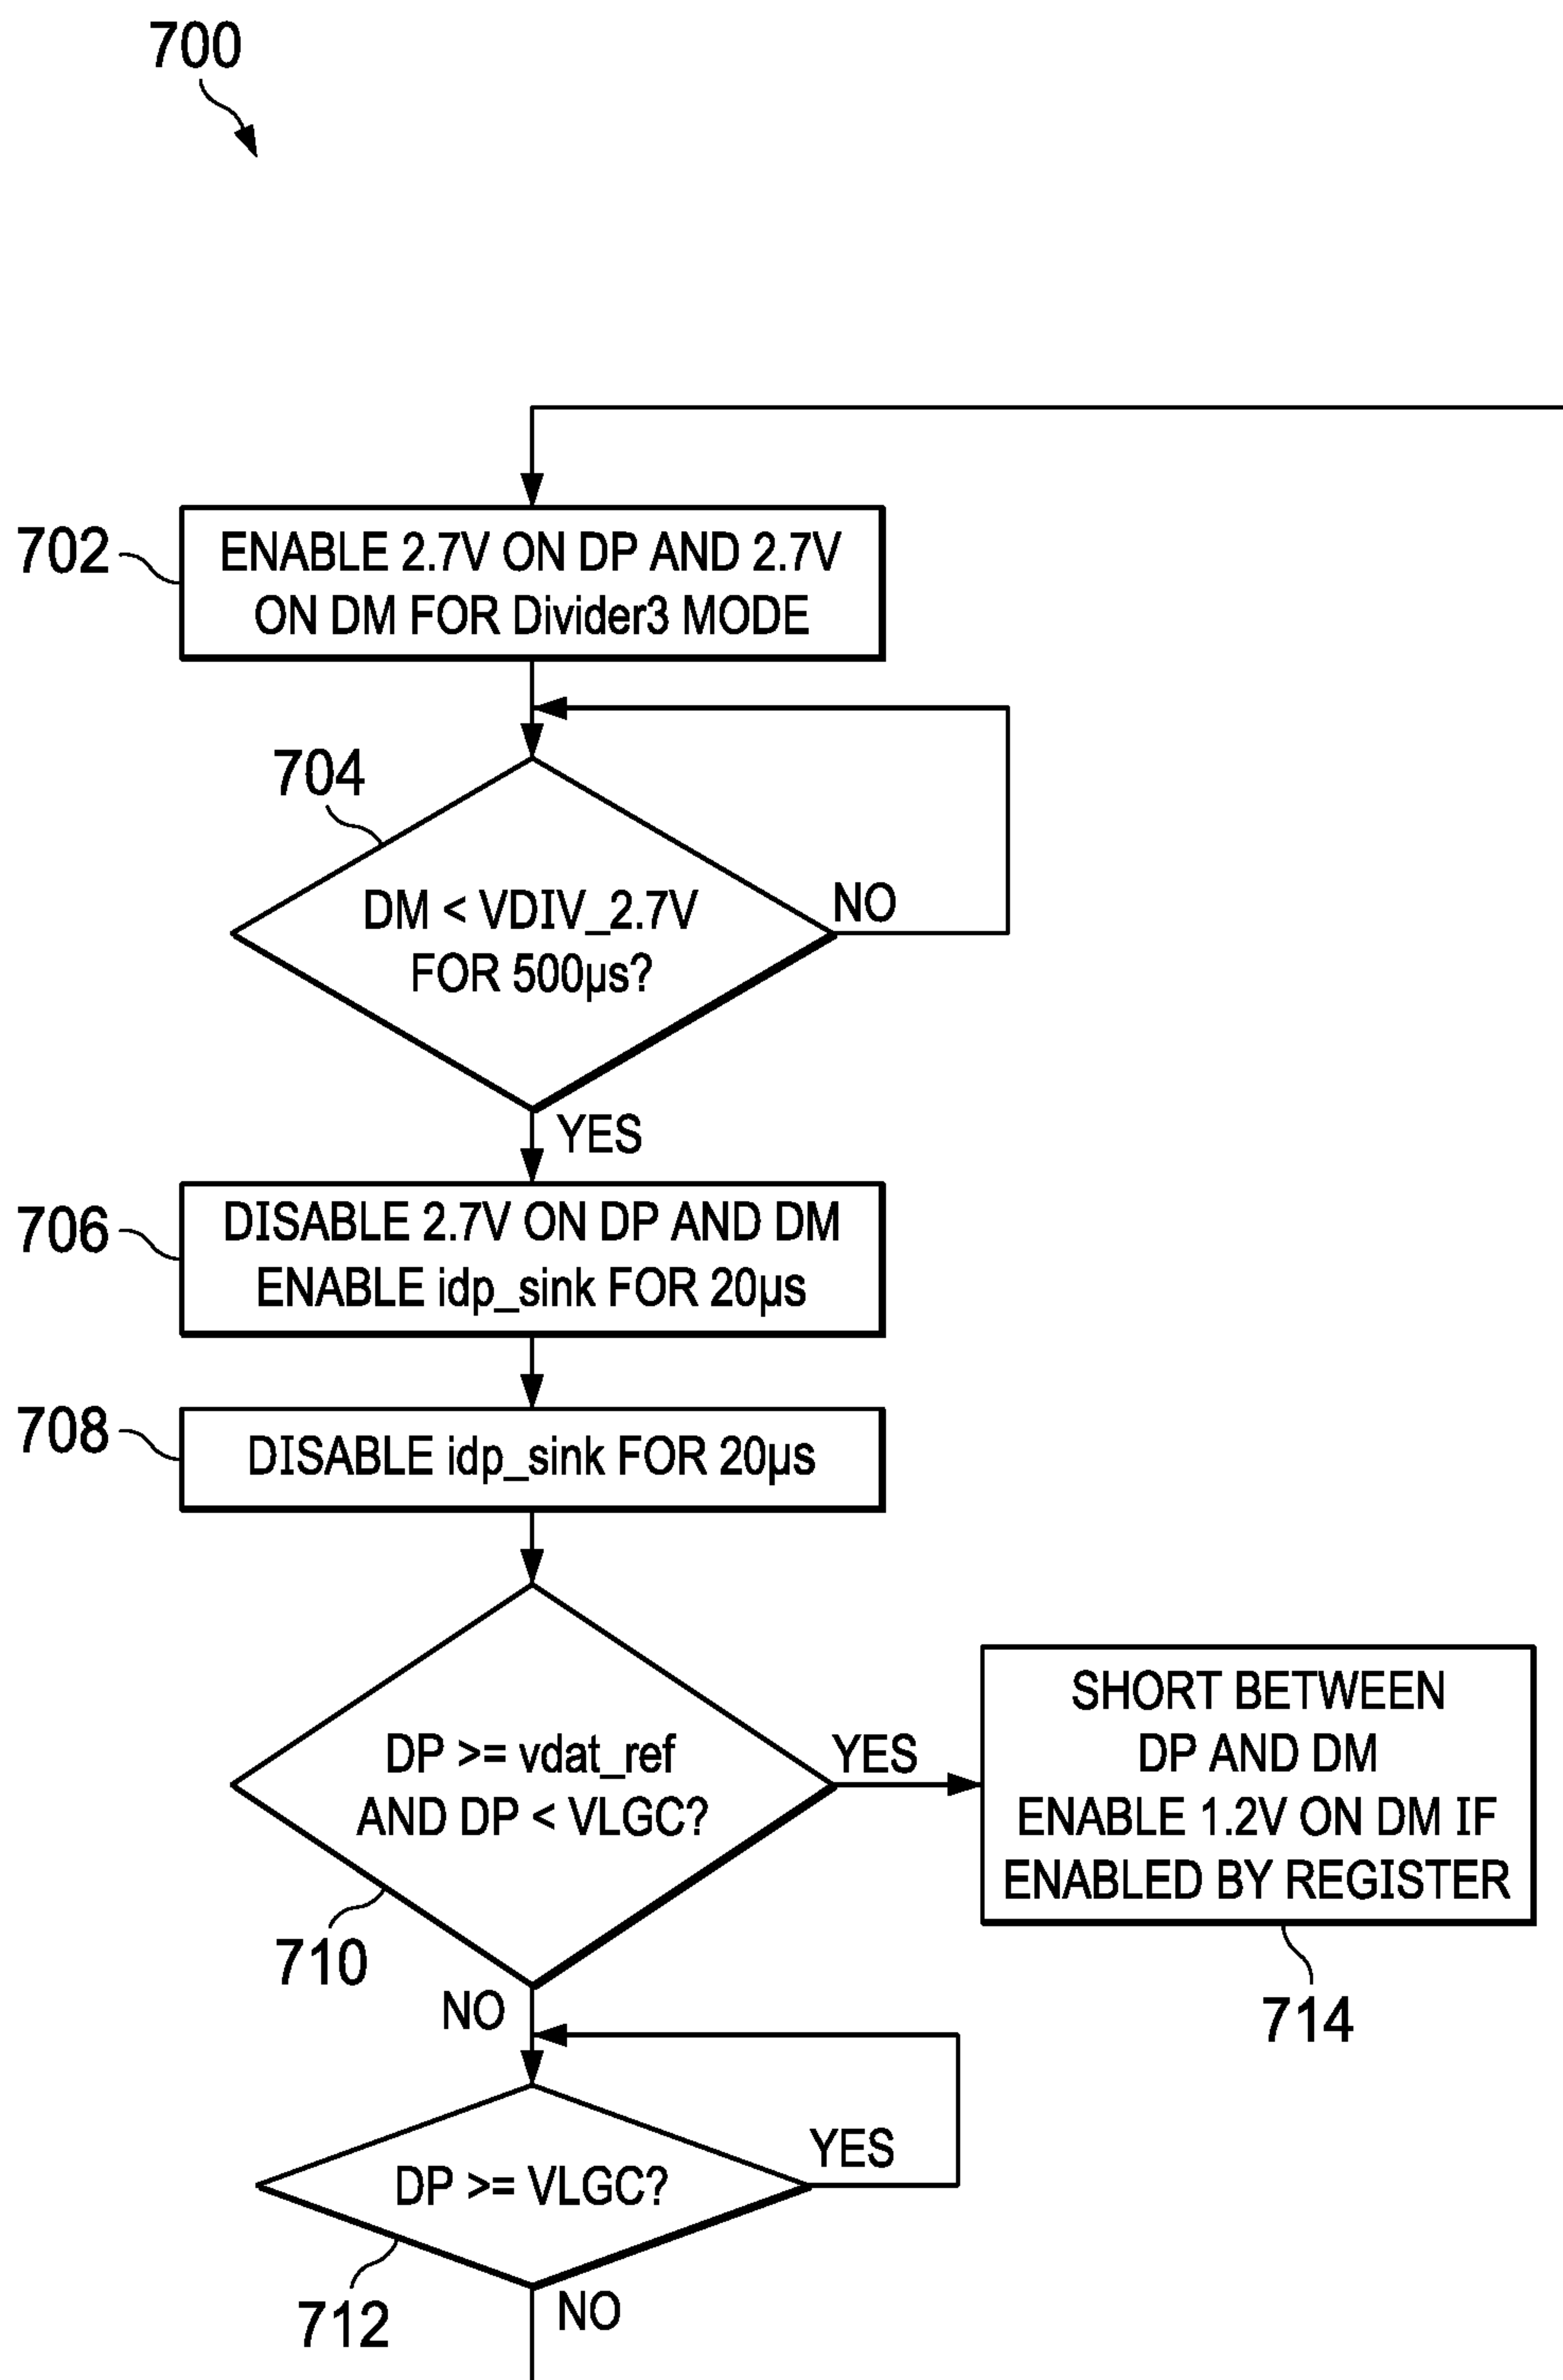 700
702
ENABLE 2.7V ON DP AND 2.7V
ON DM FOR Divider3 MODE
704
DM < VDIV_2.7V
FOR 500µs?
NO
YES
706
DISABLE 2.7V ON DP AND DM
ENABLE idp_sink FOR 20µs
708
DISABLE idp_sink FOR 20µs
DP >= vdat_ref
AND DP < VLGC?
YES
710
NO
SHORT BETWEEN
DP AND DM
ENABLE 1.2V ON DM IF
ENABLED BY REGISTER
714
DP >= VLGC?
YES
712
NO